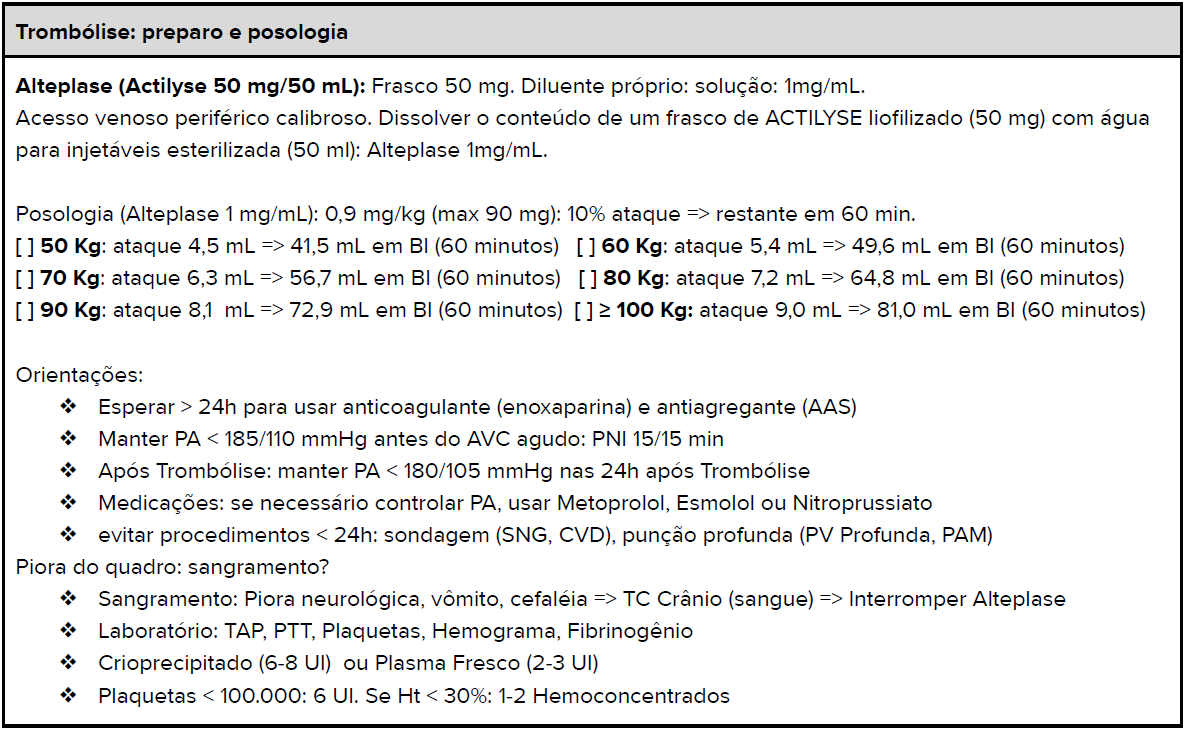 Trombólise: preparo e posologia
Alteplase (Actilyse 50 mg/50 mL): Frasco 50 mg. Diluente próprio: solução: 1mg/mL.
Acesso venoso periférico calibroso. Dissolver o conteúdo de um frasco de ACTILYSE liofilizado (50 mg) com água
para injetáveis esterilizada (50 ml): Alteplase 1mg/mL.
Posologia (Alteplase 1 mg/mL): 0,9 mg/kg (max 90 mg): 10% ataque => restante em 60 min.
[ ] 50 Kg: ataque 4,5 mL => 41,5 mL em BI (60 minutos) [ ] 60 Kg: ataque 5,4 mL => 49,6 mL em BI (60 minutos)
[ ] 70 Kg: ataque 6,3 mL => 56,7 mL em BI (60 minutos) [ ] 80 Kg: ataque 7,2 mL => 64,8 mL em BI (60 minutos)
[ ] 90 Kg: ataque 8,1 mL => 72,9 mL em BI (60 minutos) [ ] ≥ 100 Kg: ataque 9,0 mL => 81,0 mL em BI (60 minutos)
Orientações:
❖ Esperar > 24h para usar anticoagulante (enoxaparina) e antiagregante (AAS)
❖ Manter PA < 185/110 mmHg antes do AVC agudo: PNI 15/15 min
❖ Após Trombólise: manter PA < 180/105 mmHg nas 24h após Trombólise
❖ Medicações: se necessário controlar PA, usar Metoprolol, Esmolol ou Nitroprussiato
❖ evitar procedimentos < 24h: sondagem (SNG, CVD), punção profunda (PV Profunda, PAM)
Piora do quadro: sangramento?
❖ Sangramento: Piora neurológica, vômito, cefaléia => TC Crânio (sangue) => Interromper Alteplase
❖ Laboratório: TAP, PTT, Plaquetas, Hemograma, Fibrinogênio
❖ Crioprecipitado (6-8 UI) ou Plasma Fresco (2-3 UI)
❖ Plaquetas < 100.000: 6 UI. Se Ht < 30%: 1-2 Hemoconcentrados